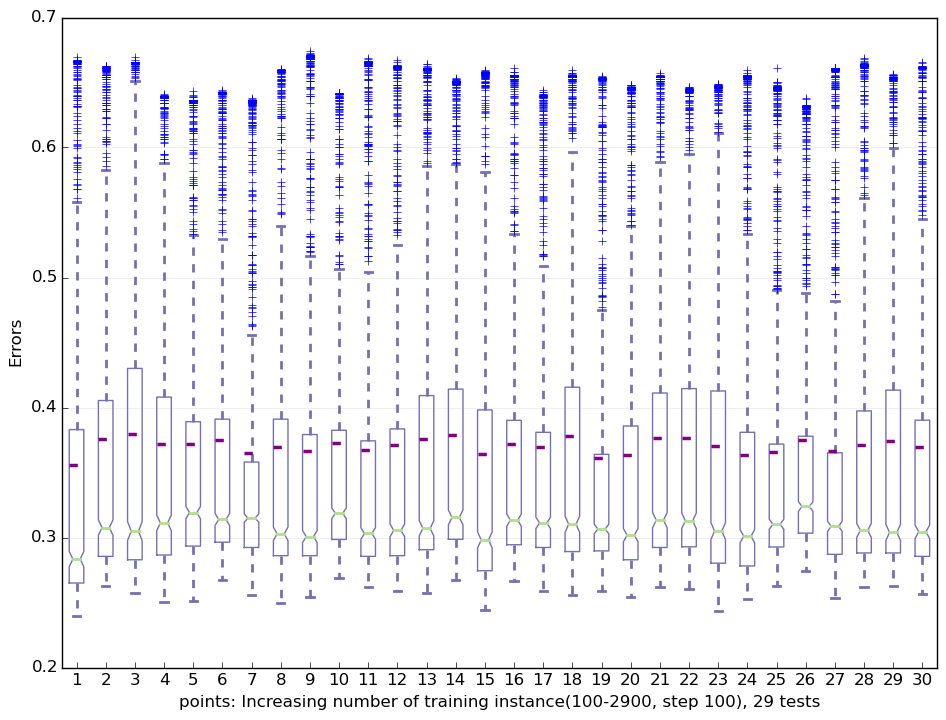 0.7
0.6
0.5
0.4
0.3
0.2
Errors
1 2 3 4 5 6 7 8 9 10 11 12 13 14 15 16 17 18 19 20 21 22 23 24 25 26 27 28 29 30
points: Increasing number of training instance(100-2900, step 100), 29 tests